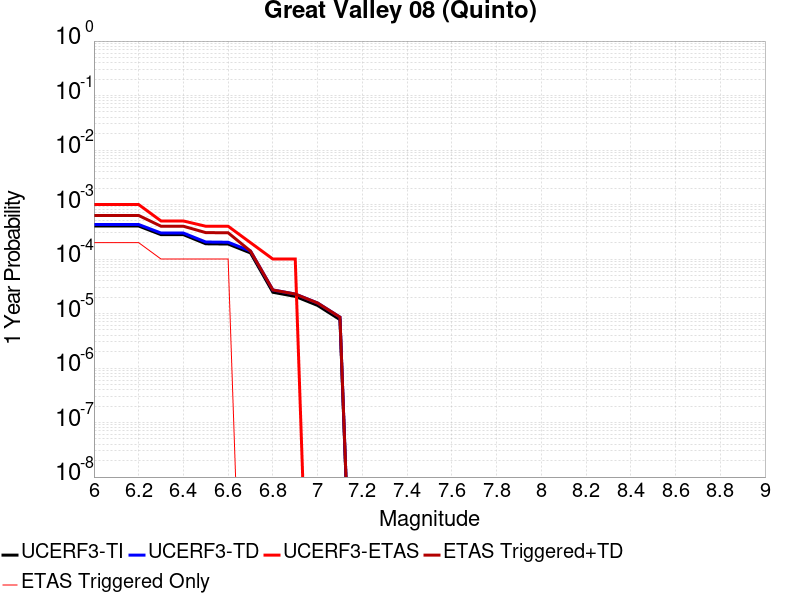 Great Valley 08 (Quinto)
10^0
10^-1
10^-2
10^-3
10^-4
10^-5
10^-6
10^-7
10^-8
1 Year Probability
6 6.2 6.4 6.6 6.8 7 7.2 7.4 7.6 7.8 8 8.2 8.4 8.6 8.8 9
Magnitude
UCERF3-TI UCERF3-TD UCERF3-ETAS ETAS Triggered+TD
ETAS Triggered Only